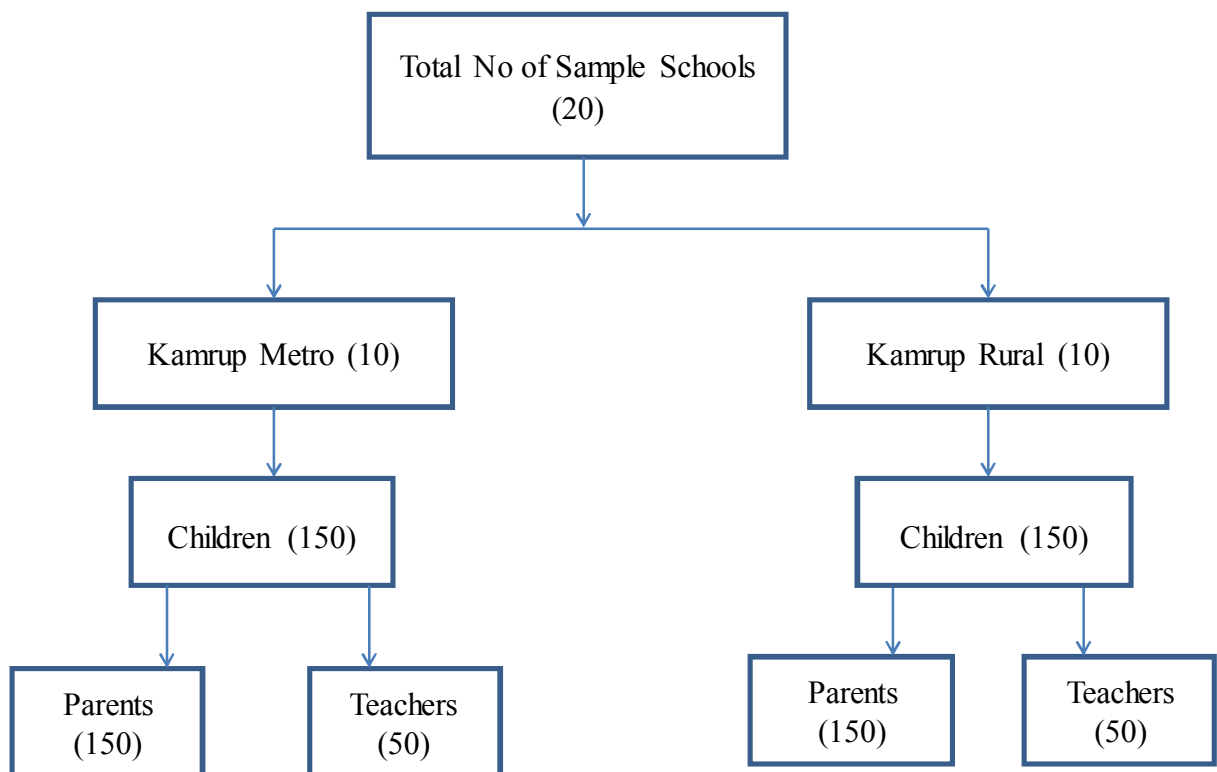 Total No of Sample Schools
(20)
Kamrup Metro (10)
Kamrup Rural (10)
Children (150)
Children (150)
Parents
(150)
Teachers
(50)
Parents
(150)
Teachers
(50)